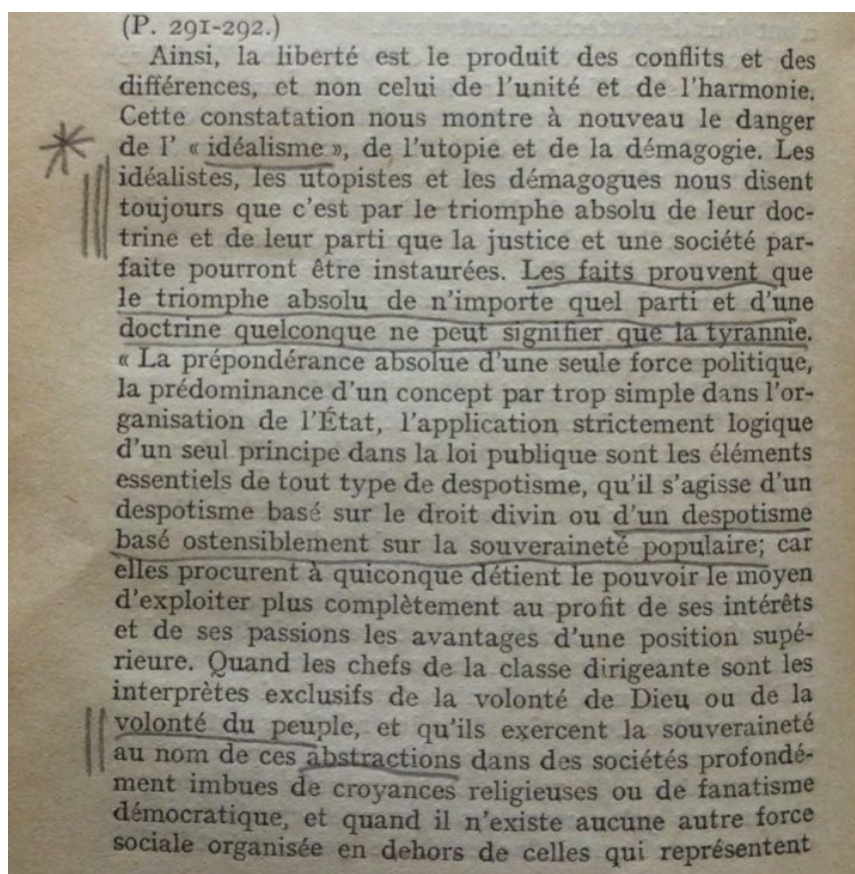 (P. 291-292.)
Ainsi, la liberté est le produit des conflits et des
différences, et non celui de l'unité et de l'harmonie.
Cette constatation nous montre à nouveau le danger
de l' « idéalisme », de l'utopie et de la démagogie. Les
idéalistes, les utopistes et les démagogues nous disent
toujours que c'est par le triomphe absolu de leur doc-
trine et de leur parti que la justice et une société par-
faite pourront être instaurées. Les faits prouvent que
le triomphe absolu de n'importe quel parti et d'une
doctrine quelconque ne peut signifier que la tyrannie.
« La prépondérance absolue d'une seule force politique,
la prédominance d'un concept par trop simple dans l'or-
ganisation de l'État, l'application strictement logique
d'un seul principe dans la loi publique sont les éléments
essentiels de tout type de despotisme, qu'il s'agisse d'un
despotisme basé sur le droit divin ou d'un despotisme
basé ostensiblement sur la souveraineté populaire; car
elles procurent à quiconque détient le pouvoir le moyen
d'exploiter plus complètement au profit de ses intérêts
et de ses passions les avantages d'une position supé-
rieure. Quand les chefs de la classe dirigeante sont les
interprètes exclusifs de la volonté de Dieu ou de la
volonté du peuple, et qu'ils exercent la souveraineté
au nom de ces abstractions dans des sociétés profondé-
ment imbues de croyances religieuses ou de fanatisme
démocratique, et quand il n'existe aucune autre force
sociale organisée en dehors de celles qui représentent